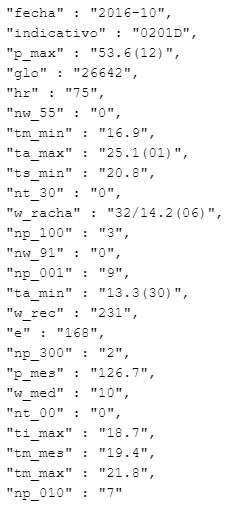 "fecha" : "2016-10",
"indicativo" : "0201D",
"p_max" : "53.6(12)",
"glo" : "26642",
"hr" : "75",
"nw_55" : "0",
"tm_min" : "16.9",
"ta_max" : "25.1(01)",
"ts_min" : "20.8",
"nt_30" : "0",
"w_racha" : "32/14.2(06)",
"np_100" : "3",
"nw_91" : "0",
"np_001" : "9",
"ta_min" : "13.3(30)",
"w_rec" : "231",
"e" : "168",
"np_300" : "2",
"p_mes" : "126.7",
"w_med" : "10",
"nt_00" : "0",
"ti_max" : "18.7",
"tm_mes" : "19.4",
"tm_max" : "21.8",
"np_010" : "7"